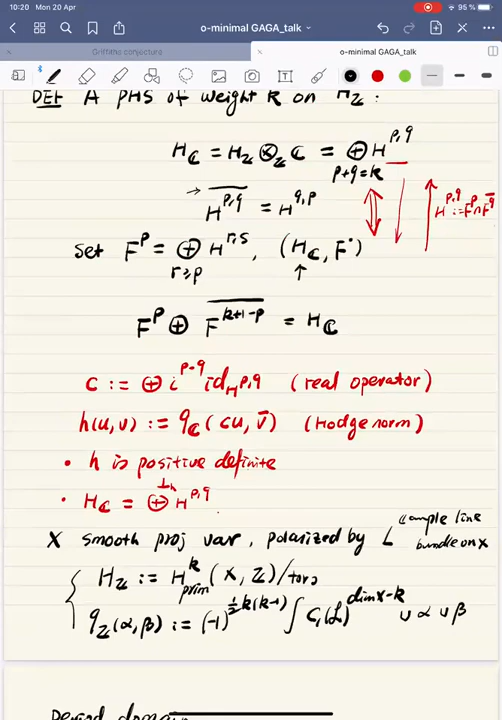 10:20 Mon 20 Apr
95 %
o-minimal GAGA_talk
Griffiths conjecture
o-minimal GAGA_talk
DEF A PHS of weight k on H_ℤ :
H_ℂ = H_ℤ ⊗_ℤ ℂ = ⊕_{p+q=k} H^{p,q}
→ \overline{H^{p,q}} = H^{q,p}
H^{p,q} := F^p ∩ \overline{F^q}
set F^p = ⊕_{r≥p} H^{r,s}, (H_ℂ, F^•)
F^p ⊕ \overline{F^{k+1-p}} = H_ℂ
C := ⊕ i^{p-q} id_{H^{p,q}} (real operator)
h(u,v) := q_ℂ(Cu, \bar{v}) (Hodge norm)
• h is positive definite
• H_ℂ = ⊕^{⊥_h} H^{p,q}
X smooth proj var, polarized by L ample line bundle on X
H_ℤ := H^k_{prim}(X, ℤ)/tors
q_ℤ(α,β) := (-1)^{½k(k-1)} ∫ c_1(L)^{dim X-k} ∪ α ∪ β
Period domain